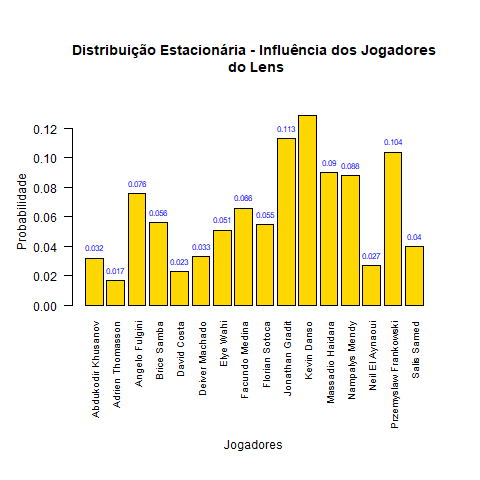 Distribuição Estacionária - Influência dos Jogadores
do Lens
Probabilidade
0.12
0.10
0.08
0.06
0.04
0.02
0.00
0.032
0.017
0.076
0.056
0.023
0.033
0.051
0.066
0.055
0.113
0.09
0.088
0.027
0.104
0.04
Abdukodir Khusanov
Adrien Thomasson
Angelo Fulgini
Brice Samba
David Costa
Deiver Machado
Elye Wahi
Facundo Medina
Florian Sotoca
Jonathan Gradit
Kevin Danso
Massadio Haidara
Nampalys Mendy
Neil El Aynaoui
Przemyslaw Frankowski
Salis Samed
Jogadores